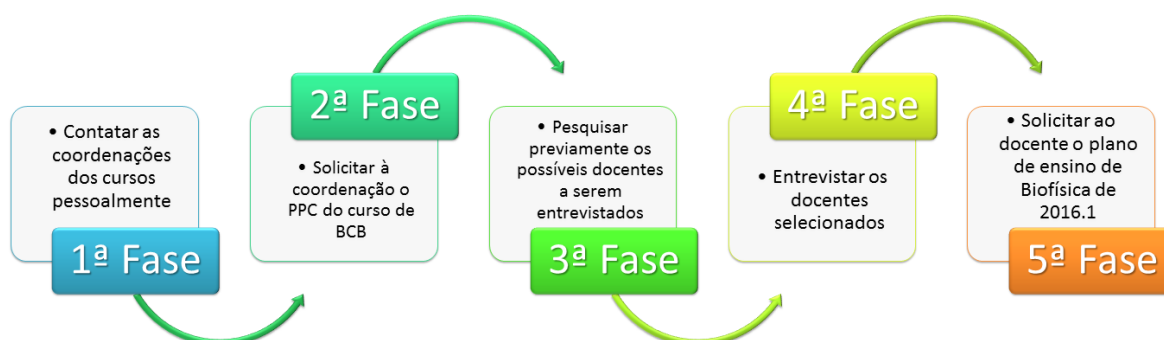 • Contatar as
coordenações
dos cursos
pessoalmente
1ª Fase
2ª Fase
• Solicitar à
coordenação o
PPC do curso de
BCB
• Pesquisar
previamente os
possíveis docentes
a serem
entrevistados
3ª Fase
4ª Fase
• Entrevistar os
docentes
selecionados
• Solicitar ao
docente o plano
de ensino de
Biofísica de
2016.1
5ª Fase